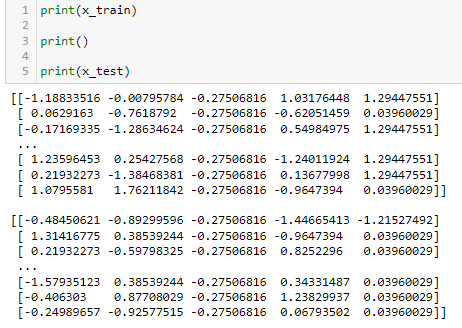 1 print(x_train)
2
3 print()
4
5 print(x_test)
[[-1.18833516 -0.00795784 -0.27506816  1.03176448  1.29447551]
 [ 0.0629163  -0.7618792  -0.27506816 -0.62051459  0.03960029]
 [-0.17169335 -1.28634624 -0.27506816  0.54984975  1.29447551]
 ...
 [ 1.23596453  0.25427568 -0.27506816 -1.24011924  1.29447551]
 [ 0.21932273 -1.38468381 -0.27506816  0.13677998  1.29447551]
 [ 1.0795581   1.76211842 -0.27506816 -0.9647394   0.03960029]]
[[-0.48450621 -0.89299596 -0.27506816 -1.44665413 -1.21527492]
 [ 1.31416775  0.38539244 -0.27506816 -0.9647394   0.03960029]
 [ 0.21932273 -0.59798325 -0.27506816  0.8252296   0.03960029]
 ...
 [-1.57935123  0.38539244 -0.27506816  0.34331487  0.03960029]
 [-0.406303    0.87708029 -0.27506816  1.23829937  0.03960029]
 [-0.24989657 -0.92577515 -0.27506816  0.06793502  0.03960029]]